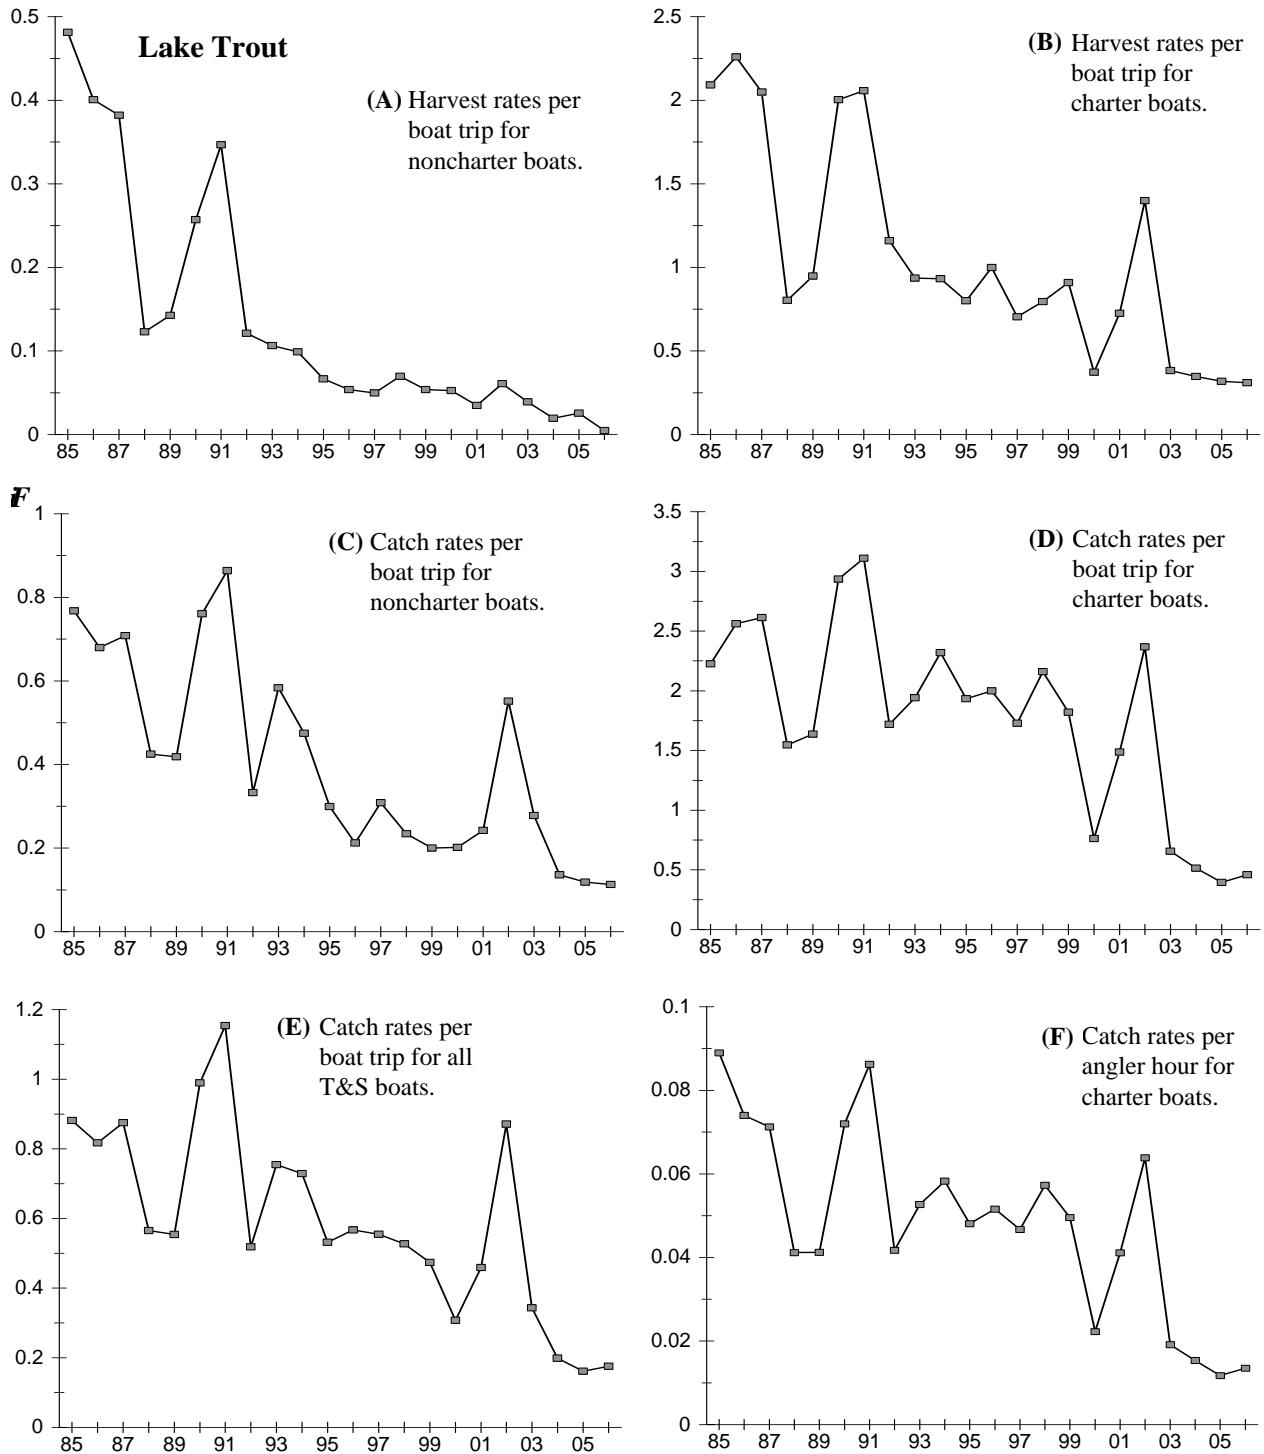 Lake Trout
0.5
0.4
0.3
0.2
0.1
0
(A) Harvest rates per
boat trip for
noncharter boats.
85 87 89 91 93 95 97 99 01 03 05
2.5
2
1.5
1
0.5
0
(B) Harvest rates per
boat trip for
charter boats.
85 87 89 91 93 95 97 99 01 03 05
1
0.8
0.6
0.4
0.2
0
(C) Catch rates per
boat trip for
noncharter boats.
85 87 89 91 93 95 97 99 01 03 05
3.5
3
2.5
2
1.5
1
0.5
0
(D) Catch rates per
boat trip for
charter boats.
85 87 89 91 93 95 97 99 01 03 05
1.2
1
0.8
0.6
0.4
0.2
0
(E) Catch rates per
boat trip for all
T&S boats.
85 87 89 91 93 95 97 99 01 03 05
0.1
0.08
0.06
0.04
0.02
0
(F) Catch rates per
angler hour for
charter boats.
85 87 89 91 93 95 97 99 01 03 05